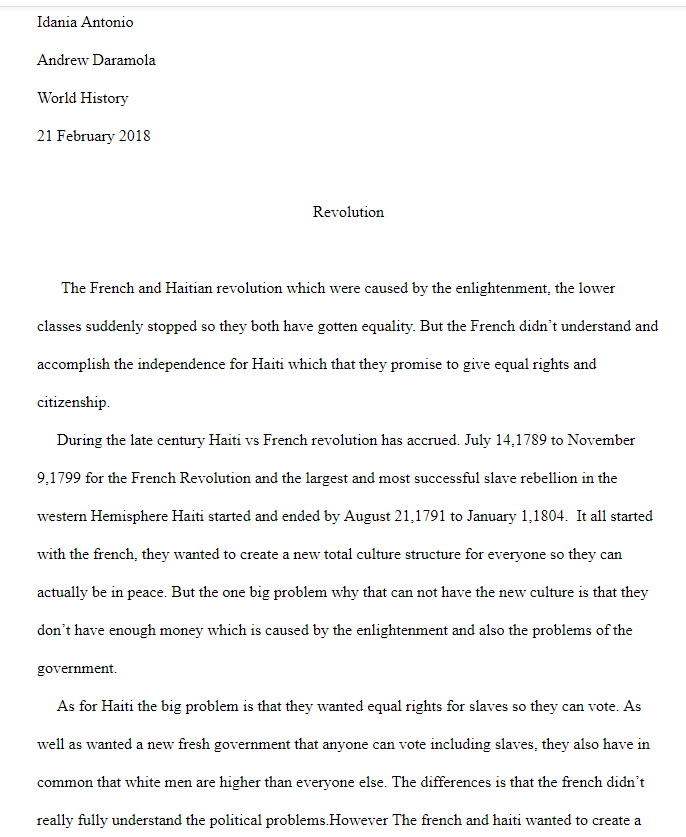 Idania Antonio
Andrew Daramola
World History
21 February 2018
Revolution
The French and Haitian revolution which were caused by the enlightenment, the lower
classes suddenly stopped so they both have gotten equality. But the French didn’t understand and
accomplish the independence for Haiti which that they promise to give equal rights and
citizenship.
During the late century Haiti vs French revolution has accrued. July 14,1789 to November
9,1799 for the French Revolution and the largest and most successful slave rebellion in the
western Hemisphere Haiti started and ended by August 21,1791 to January 1,1804.  It all started
with the french, they wanted to create a new total culture structure for everyone so they can
actually be in peace. But the one big problem why that can not have the new culture is that they
don’t have enough money which is caused by the enlightenment and also the problems of the
government.
As for Haiti the big problem is that they wanted equal rights for slaves so they can vote. As
well as wanted a new fresh government that anyone can vote including slaves, they also have in
common that white men are higher than everyone else. The differences is that the french didn’t
really fully understand the political problems.However The french and haiti wanted to create a